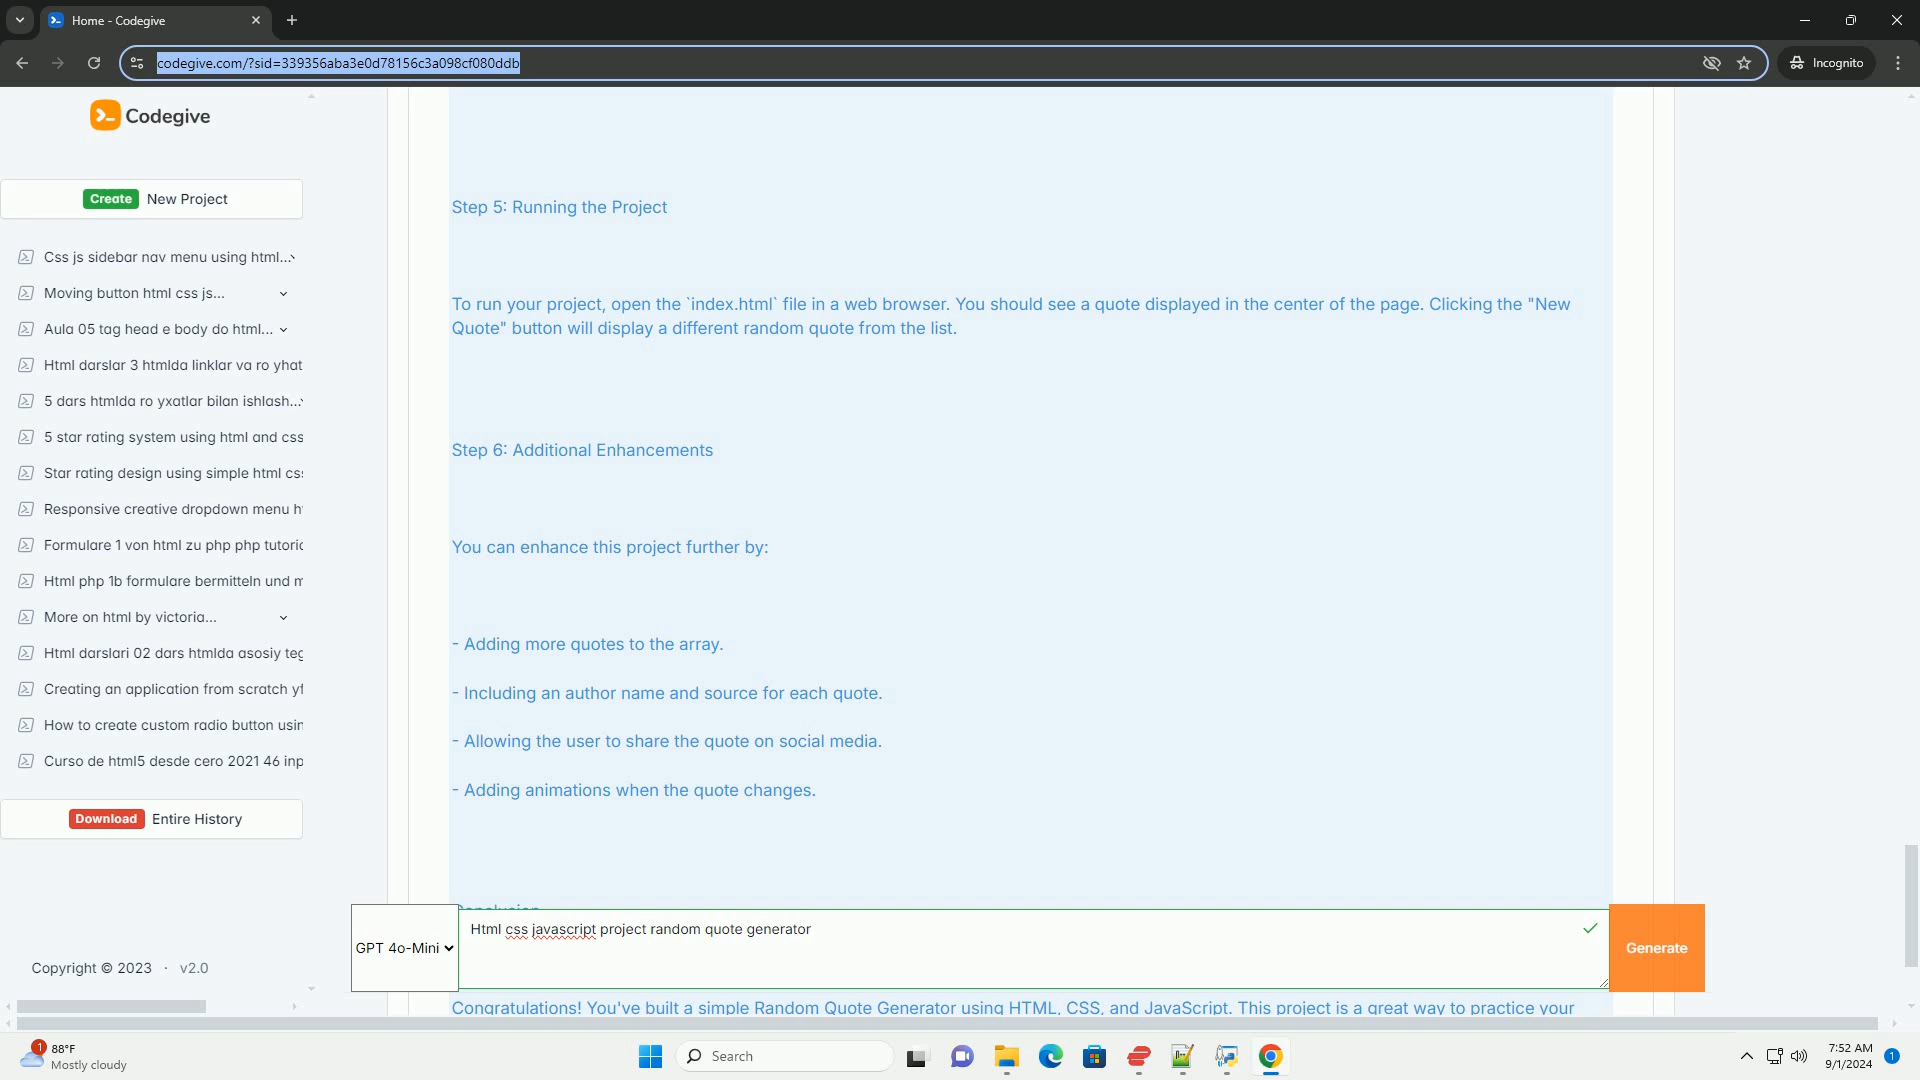 Home - Codegive
codegive.com/?sid=339356aba3e0d78156c3a098cf080ddb
Incognito
Codegive
Create New Project
Css js sidebar nav menu using html...
Moving button html css js...
Aula 05 tag head e body do html...
Html darslar 3 htmlda linklar va ro yhat
5 dars htmlda ro yxatlar bilan ishlash...
5 star rating system using html and css
Star rating design using simple html css
Responsive creative dropdown menu h
Formulare 1 von html zu php php tutoria
Html php 1b formulare bermitteln und m
More on html by victoria...
Html darslari 02 dars htmlda asosiy teg
Creating an application from scratch yf
How to create custom radio button usin
Curso de html5 desde cero 2021 46 inp
Download Entire History
Copyright © 2023 · v2.0
Step 5: Running the Project
To run your project, open the `index.html` file in a web browser. You should see a quote displayed in the center of the page. Clicking the "New
Quote" button will display a different random quote from the list.
Step 6: Additional Enhancements
You can enhance this project further by:
- Adding more quotes to the array.
- Including an author name and source for each quote.
- Allowing the user to share the quote on social media.
- Adding animations when the quote changes.
GPT 4o-Mini
Html css javascript project random quote generator
Generate
Congratulations! You've built a simple Random Quote Generator using HTML, CSS, and JavaScript. This project is a great way to practice your
1
88°F
Mostly cloudy
Search
7:52 AM
9/1/2024
1